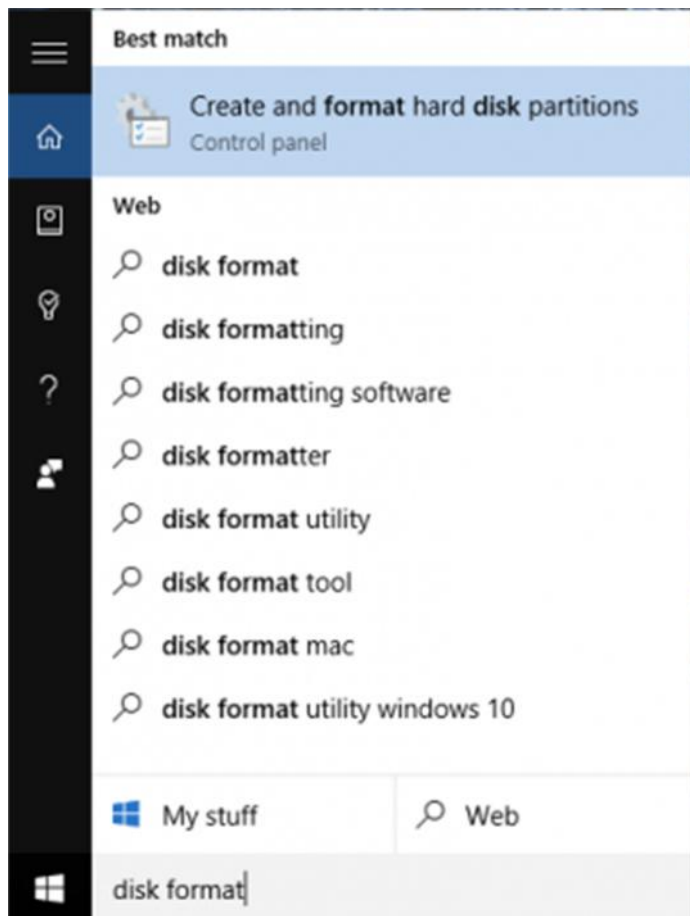 Best match
Create and format hard disk partitions
Control panel
Web
disk format
disk formatting
disk formatting software
disk formatter
disk format utility
disk format tool
disk format mac
disk format utility windows 10
My stuff
Web
disk format